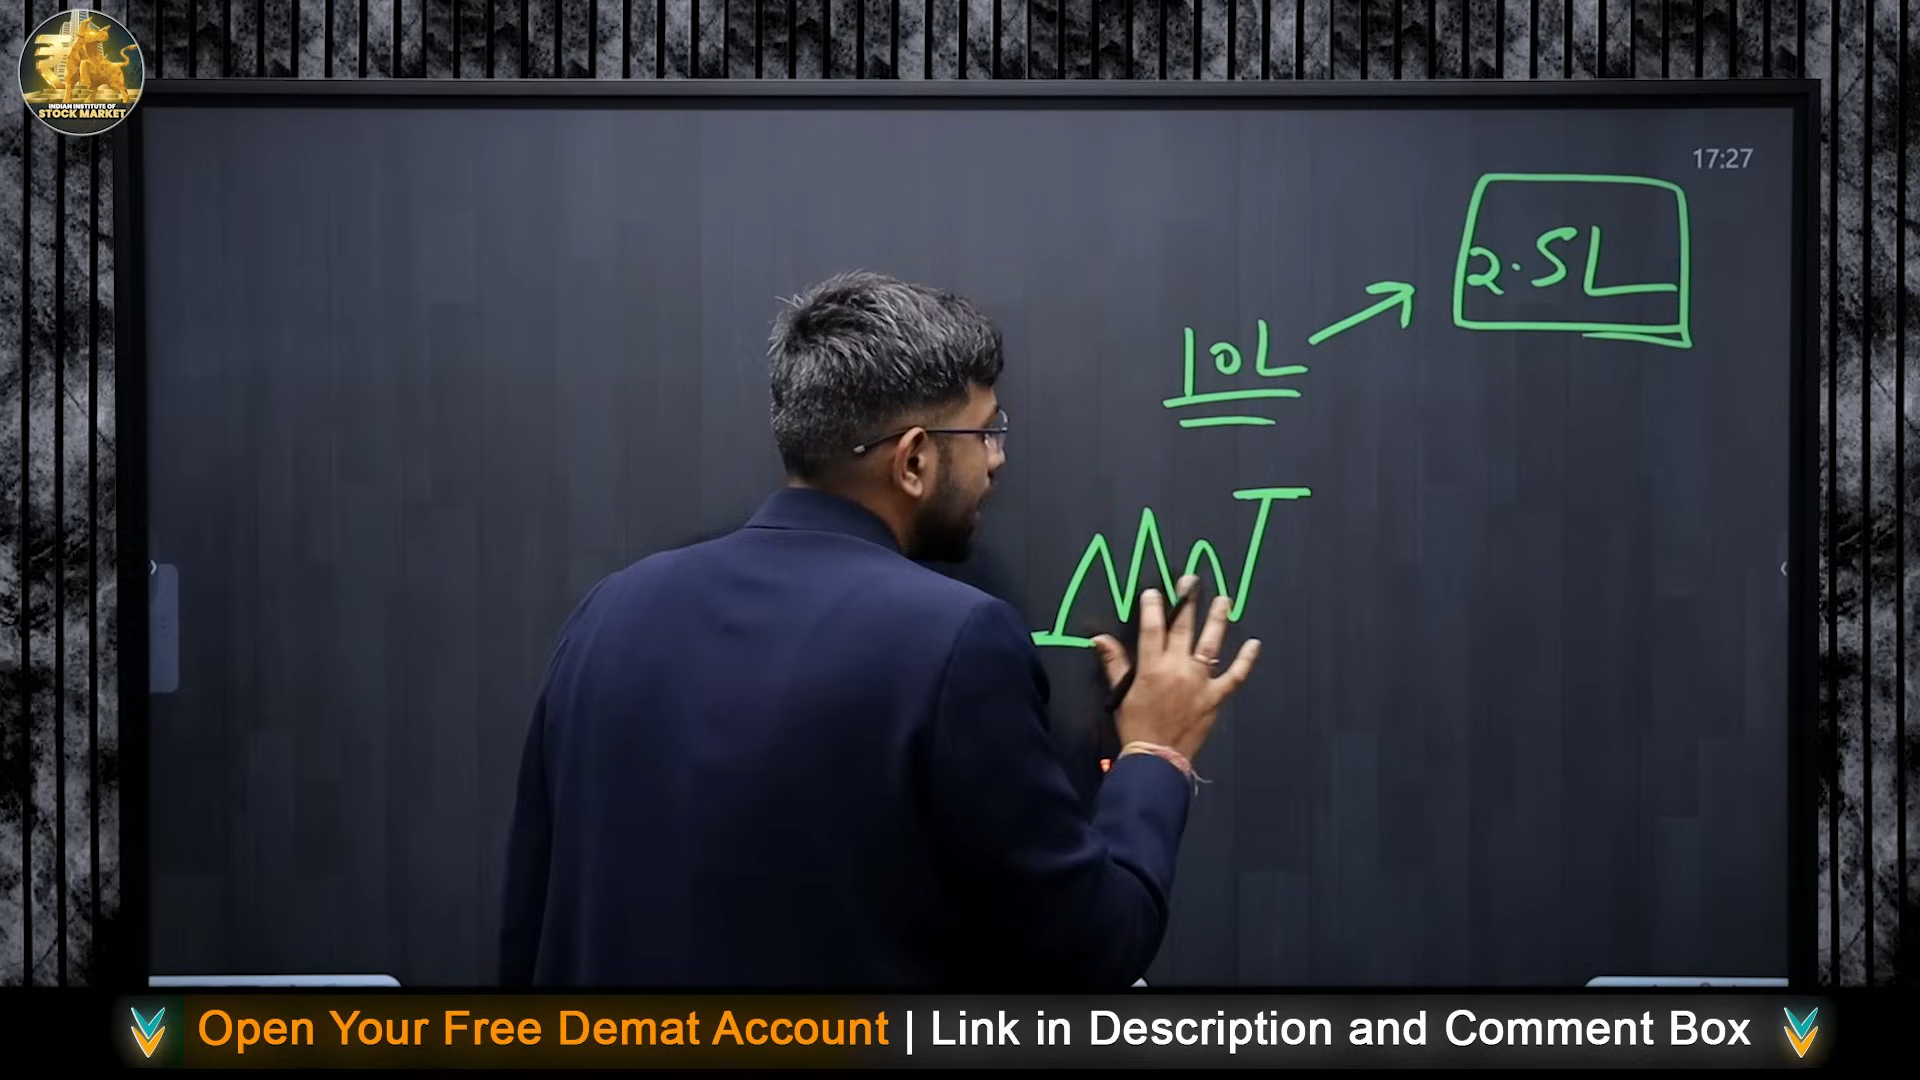 INDIAN INSTITUTE OF
STOCK MARKET
17:27
2.5L
10L
Open Your Free Demat Account | Link in Description and Comment Box